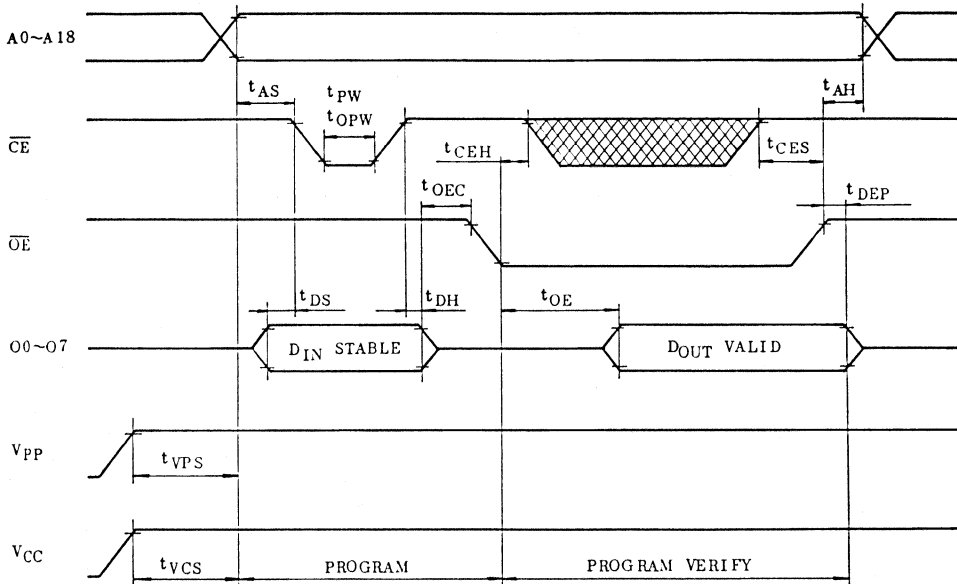 A0~A18
tAS
tPW
tOPW
tAH
CE
tCEH
tCES
tOEC
tDEP
OE
tDS
tDH
tOE
O0~O7
DIN STABLE
DOUT VALID
VPP
tVPS
VCC
tVCS
PROGRAM
PROGRAM VERIFY